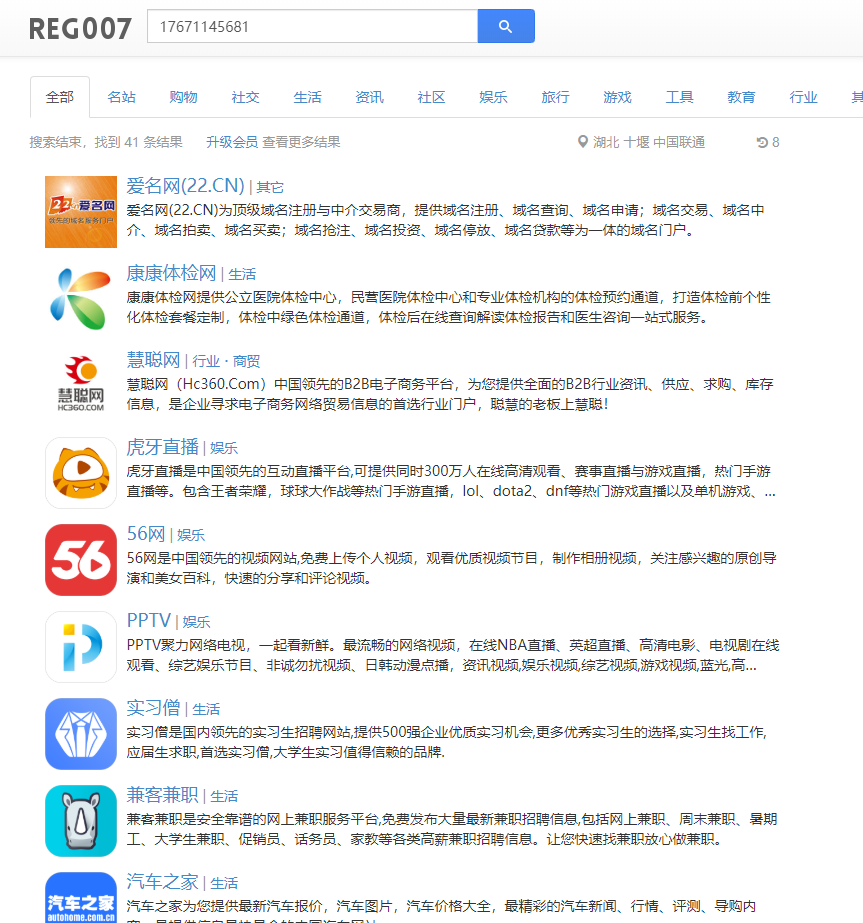 REG007
17671145681
全部 名站 购物 社交 生活 资讯 社区 娱乐 旅行 游戏 工具 教育 行业
搜索结束，找到 41 条结果 升级会员 查看更多结果 湖北 十堰 中国联通 8
爱名网(22.CN) | 其它
22.cn 爱名网
领先的域名服务门户
爱名网(22.CN)为顶级域名注册与中介交易商，提供域名注册、域名查询、域名申请；域名交易、域名中
介、域名拍卖、域名买卖；域名抢注、域名投资、域名停放、域名贷款等为一体的域名门户。
康康体检网 | 生活
康康体检网提供公立医院体检中心，民营医院体检中心和专业体检机构的体检预约通道，打造体检前个性
化体检套餐定制，体检中绿色体检通道，体检后在线查询解读体检报告和医生咨询一站式服务。
慧聪网
HC360.COM
慧聪网 | 行业 · 商贸
慧聪网（Hc360.Com）中国领先的B2B电子商务平台，为您提供全面的B2B行业资讯、供应、求购、库存
信息，是企业寻求电子商务网络贸易信息的首选行业门户，聪慧的老板上慧聪！
虎牙直播 | 娱乐
虎牙直播是中国领先的互动直播平台,可提供同时300万人在线高清观看、赛事直播与游戏直播，热门手游
直播等。包含王者荣耀，球球大作战等热门手游直播，lol、dota2、dnf等热门游戏直播以及单机游戏、...
56
56网 | 娱乐
56网是中国领先的视频网站,免费上传个人视频，观看优质视频节目，制作相册视频，关注感兴趣的原创导
演和美女百科，快速的分享和评论视频。
PPTV | 娱乐
PPTV聚力网络电视，一起看新鲜。最流畅的网络视频，在线NBA直播、英超直播、高清电影、电视剧在线
观看、综艺娱乐节目、非诚勿扰视频、日韩动漫点播，资讯视频,娱乐视频,综艺视频,游戏视频,蓝光,高...
实习僧 | 生活
实习僧是国内领先的实习生招聘网站,提供500强企业优质实习机会,更多优秀实习生的选择,实习生找工作,
应届生求职,首选实习僧,大学生实习值得信赖的品牌.
兼客兼职 | 生活
兼客兼职是安全靠谱的网上兼职服务平台,免费发布大量最新兼职招聘信息,包括网上兼职、周末兼职、暑期
工、大学生兼职、促销员、话务员、家教等各类高薪兼职招聘信息。让您快速找兼职放心做兼职。
汽车之家
autohome.com.cn
汽车之家 | 生活
汽车之家为您提供最新汽车报价，汽车图片，汽车价格大全，最精彩的汽车新闻、行情、评测、导购内